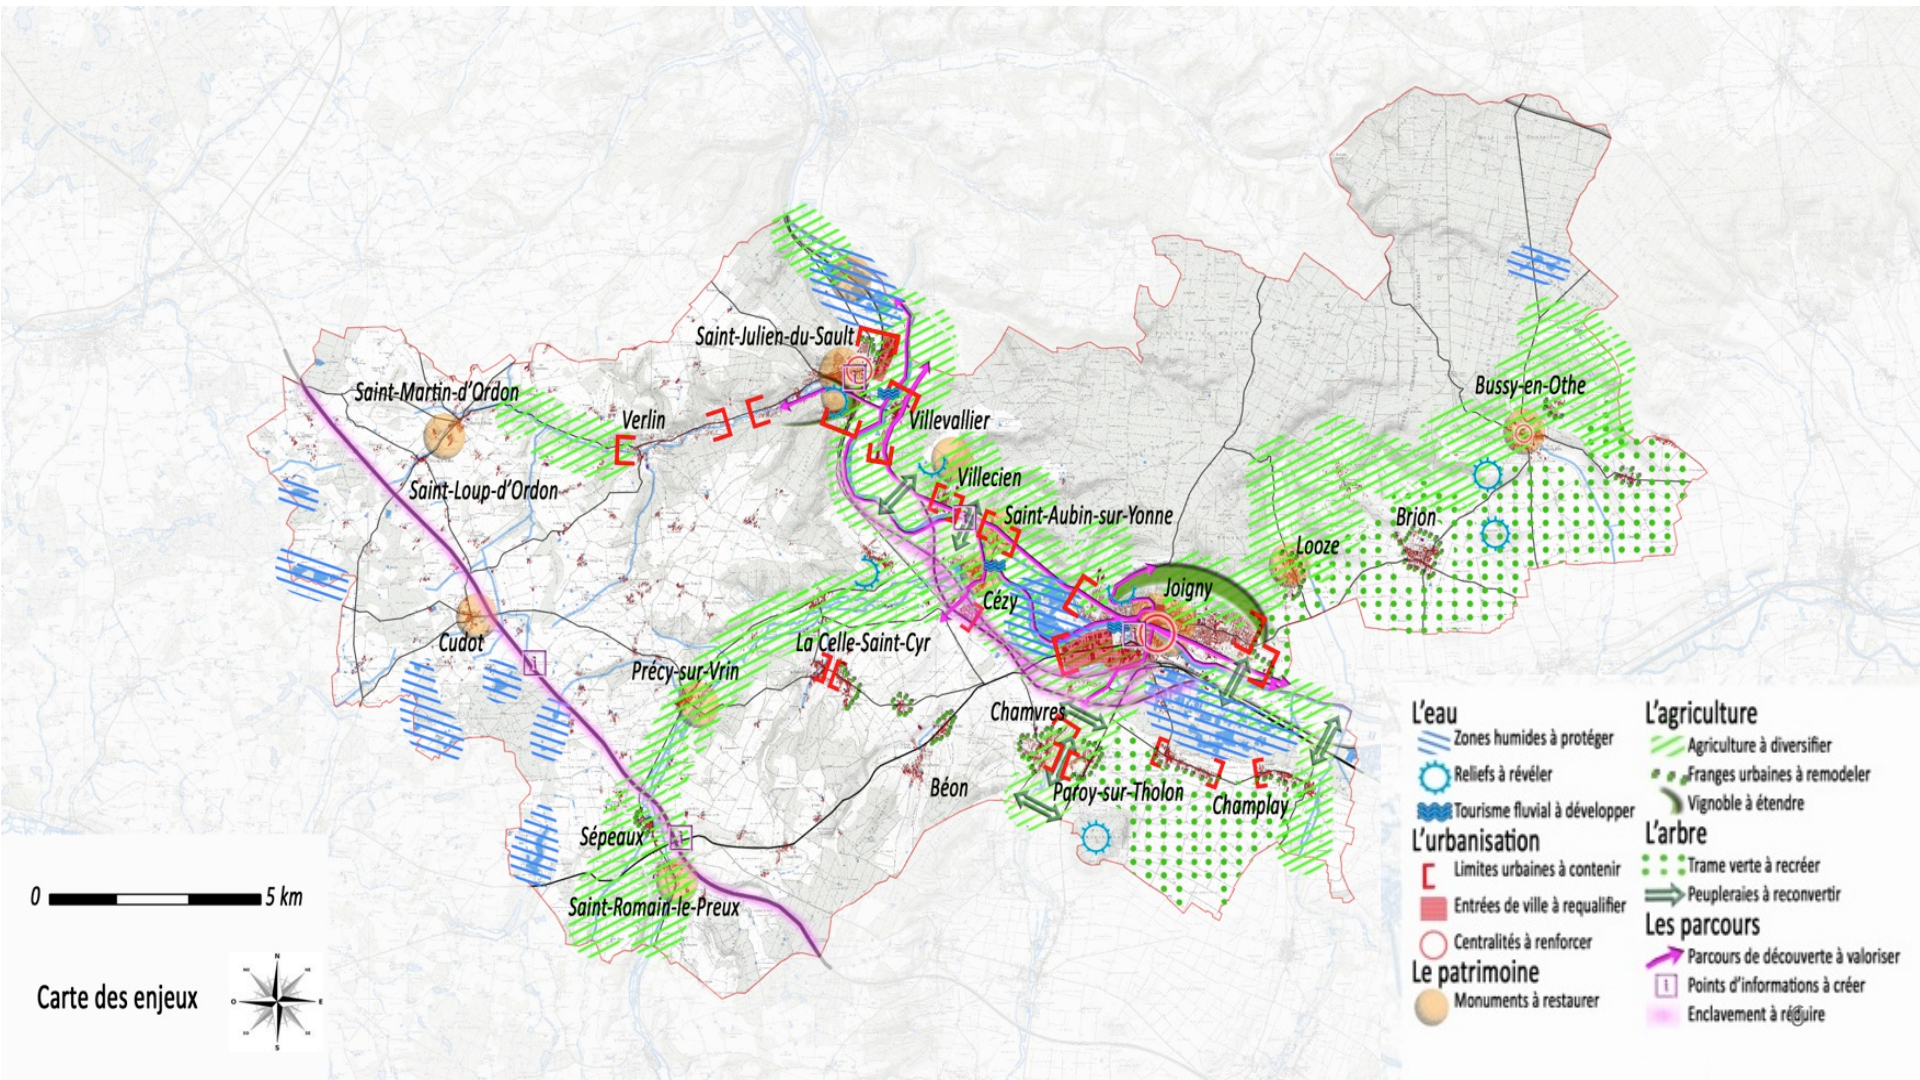 Saint-Julien-du-Sault
Saint-Martin-d'Ordon
Bussy-en-Othe
Verlin
Villevallier
Villecien
Saint-Loup-d'Ordon
Saint-Aubin-sur-Yonne
Brion
Looze
Joigny
Cézy
Cudot
La Celle-Saint-Cyr
Précy-sur-Vrin
Chamvres
Béon
Paroy-sur-Tholon
Champlay
Sépeaux
Saint-Romain-le-Preux
0 5 km
Carte des enjeux
N
O E
S
L'eau
Zones humides à protéger
Reliefs à révéler
Tourisme fluvial à développer
L'urbanisation
Limites urbaines à contenir
Entrées de ville à requalifier
Centralités à renforcer
Le patrimoine
Monuments à restaurer
L'agriculture
Agriculture à diversifier
Franges urbaines à remodeler
Vignoble à étendre
L'arbre
Trame verte à recréer
Peupleraies à reconvertir
Les parcours
Parcours de découverte à valoriser
i Points d'informations à créer
Enclavement à réduire